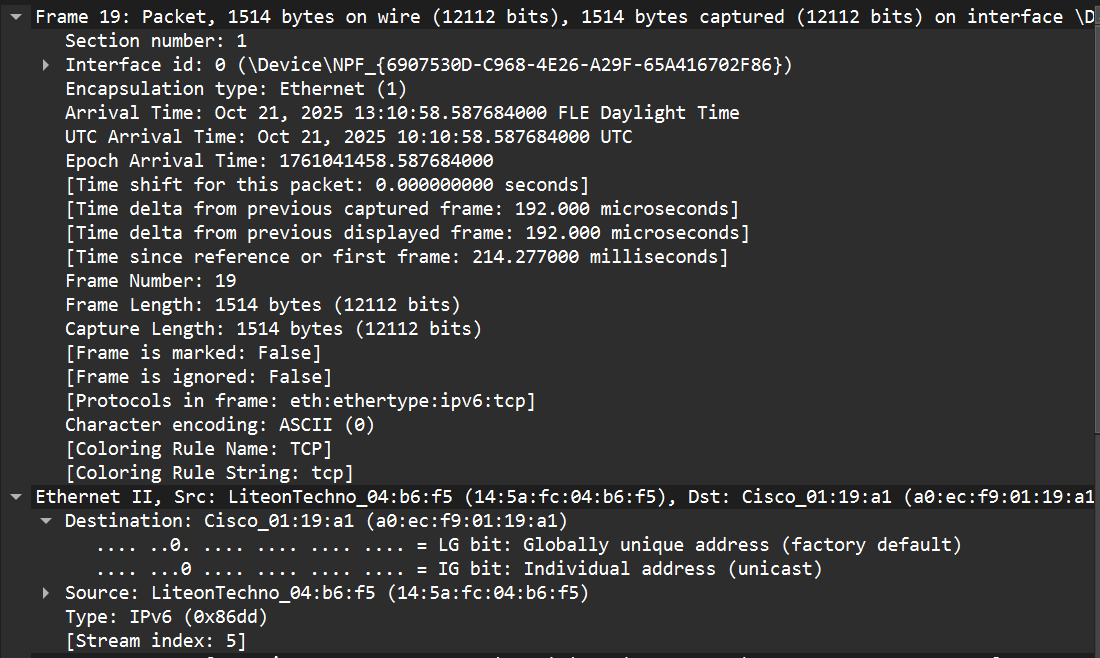 Frame 19: Packet, 1514 bytes on wire (12112 bits), 1514 bytes captured (12112 bits) on interface \D
Section number: 1
Interface id: 0 (\Device\NPF_{6907530D-C968-4E26-A29F-65A416702F86})
Encapsulation type: Ethernet (1)
Arrival Time: Oct 21, 2025 13:10:58.587684000 FLE Daylight Time
UTC Arrival Time: Oct 21, 2025 10:10:58.587684000 UTC
Epoch Arrival Time: 1761041458.587684000
[Time shift for this packet: 0.000000000 seconds]
[Time delta from previous captured frame: 192.000 microseconds]
[Time delta from previous displayed frame: 192.000 microseconds]
[Time since reference or first frame: 214.277000 milliseconds]
Frame Number: 19
Frame Length: 1514 bytes (12112 bits)
Capture Length: 1514 bytes (12112 bits)
[Frame is marked: False]
[Frame is ignored: False]
[Protocols in frame: eth:ethertype:ipv6:tcp]
Character encoding: ASCII (0)
[Coloring Rule Name: TCP]
[Coloring Rule String: tcp]
Ethernet II, Src: LiteonTechno_04:b6:f5 (14:5a:fc:04:b6:f5), Dst: Cisco_01:19:a1 (a0:ec:f9:01:19:a1
Destination: Cisco_01:19:a1 (a0:ec:f9:01:19:a1)
.... ..0. .... .... .... .... = LG bit: Globally unique address (factory default)
.... ...0 .... .... .... .... = IG bit: Individual address (unicast)
Source: LiteonTechno_04:b6:f5 (14:5a:fc:04:b6:f5)
Type: IPv6 (0x86dd)
[Stream index: 5]